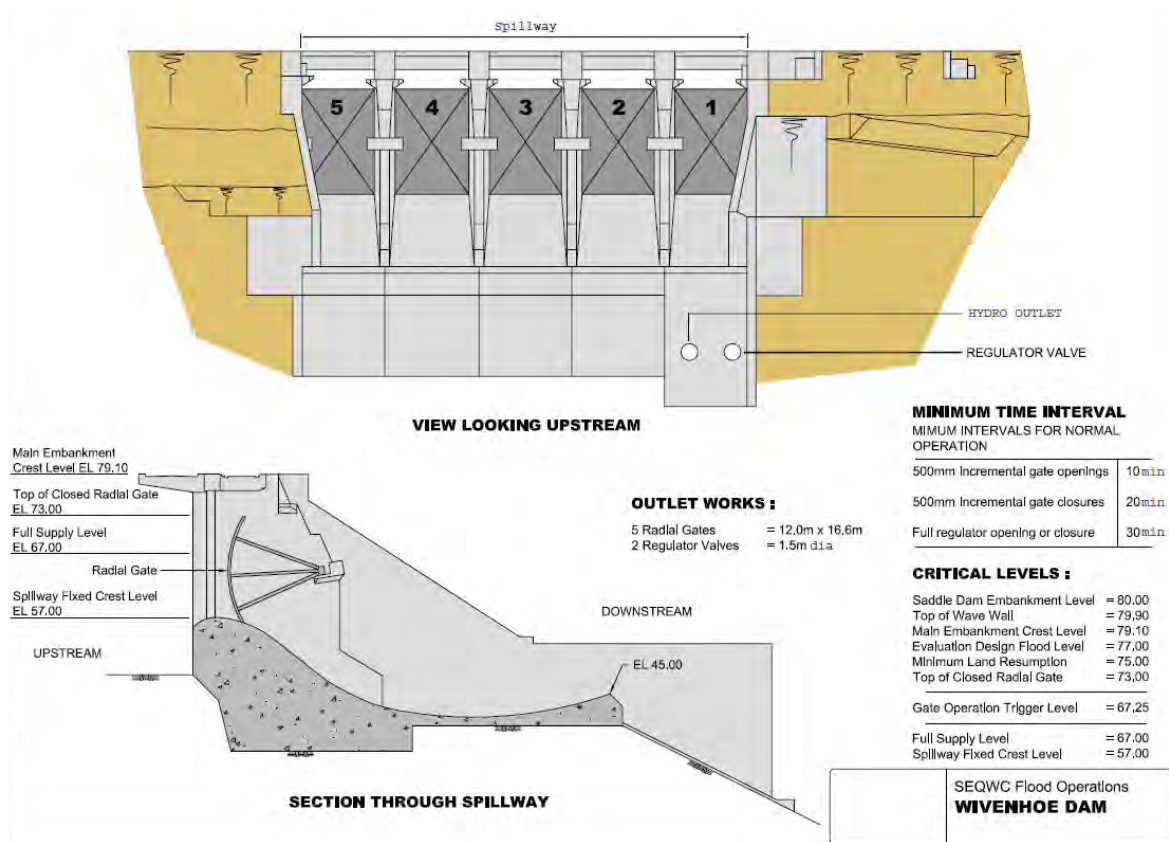 Spillway
5 4 3 2 1
HYDRO OUTLET
REGULATOR VALVE
VIEW LOOKING UPSTREAM
Main Embankment
Crest Level EL 79.10
Top of Closed Radial Gate
EL 73.00
Full Supply Level
EL 67.00
Radial Gate
Spillway Fixed Crest Level
EL 57.00
UPSTREAM
DOWNSTREAM
EL 45.00
SECTION THROUGH SPILLWAY
OUTLET WORKS :
5 Radial Gates = 12.0m x 16.6m
2 Regulator Valves = 1.5m dia
MINIMUM TIME INTERVAL
MIMUM INTERVALS FOR NORMAL
OPERATION
500mm Incremental gate openings 10min
500mm Incremental gate closures 20min
Full regulator opening or closure 30min
CRITICAL LEVELS :
Saddle Dam Embankment Level = 80.00
Top of Wave Wall = 79.90
Main Embankment Crest Level = 79.10
Evaluation Design Flood Level = 77.00
Minimum Land Resumption = 75.00
Top of Closed Radial Gate = 73.00
Gate Operation Trigger Level = 67.25
Full Supply Level = 67.00
Spillway Fixed Crest Level = 57.00
SEQWC Flood Operations
WIVENHOE DAM